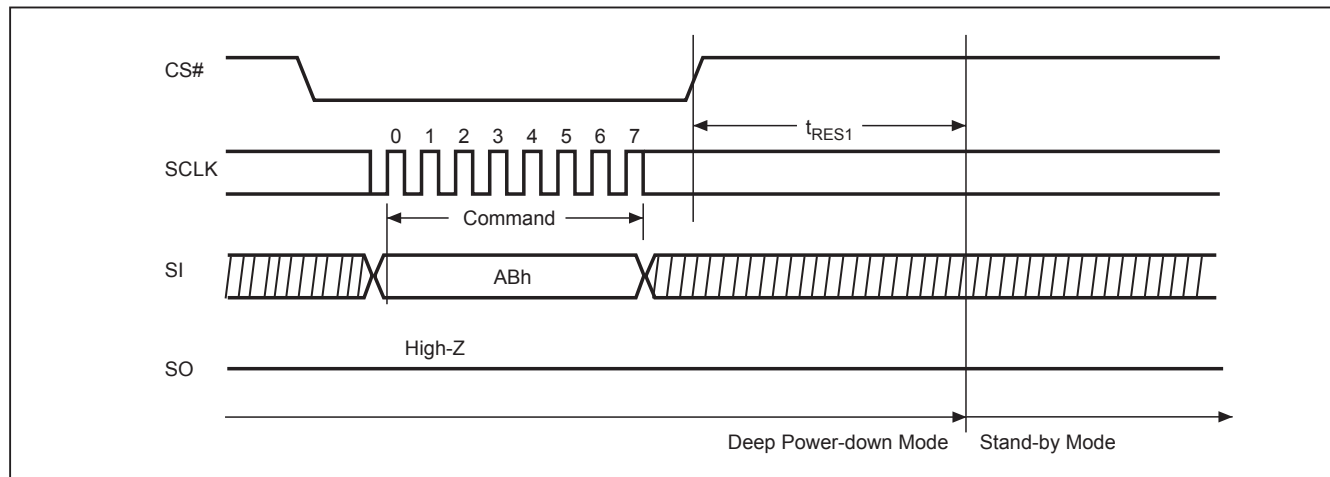 CS#
tRES1
0 1 2 3 4 5 6 7
SCLK
Command
SI
ABh
High-Z
SO
Deep Power-down Mode Stand-by Mode